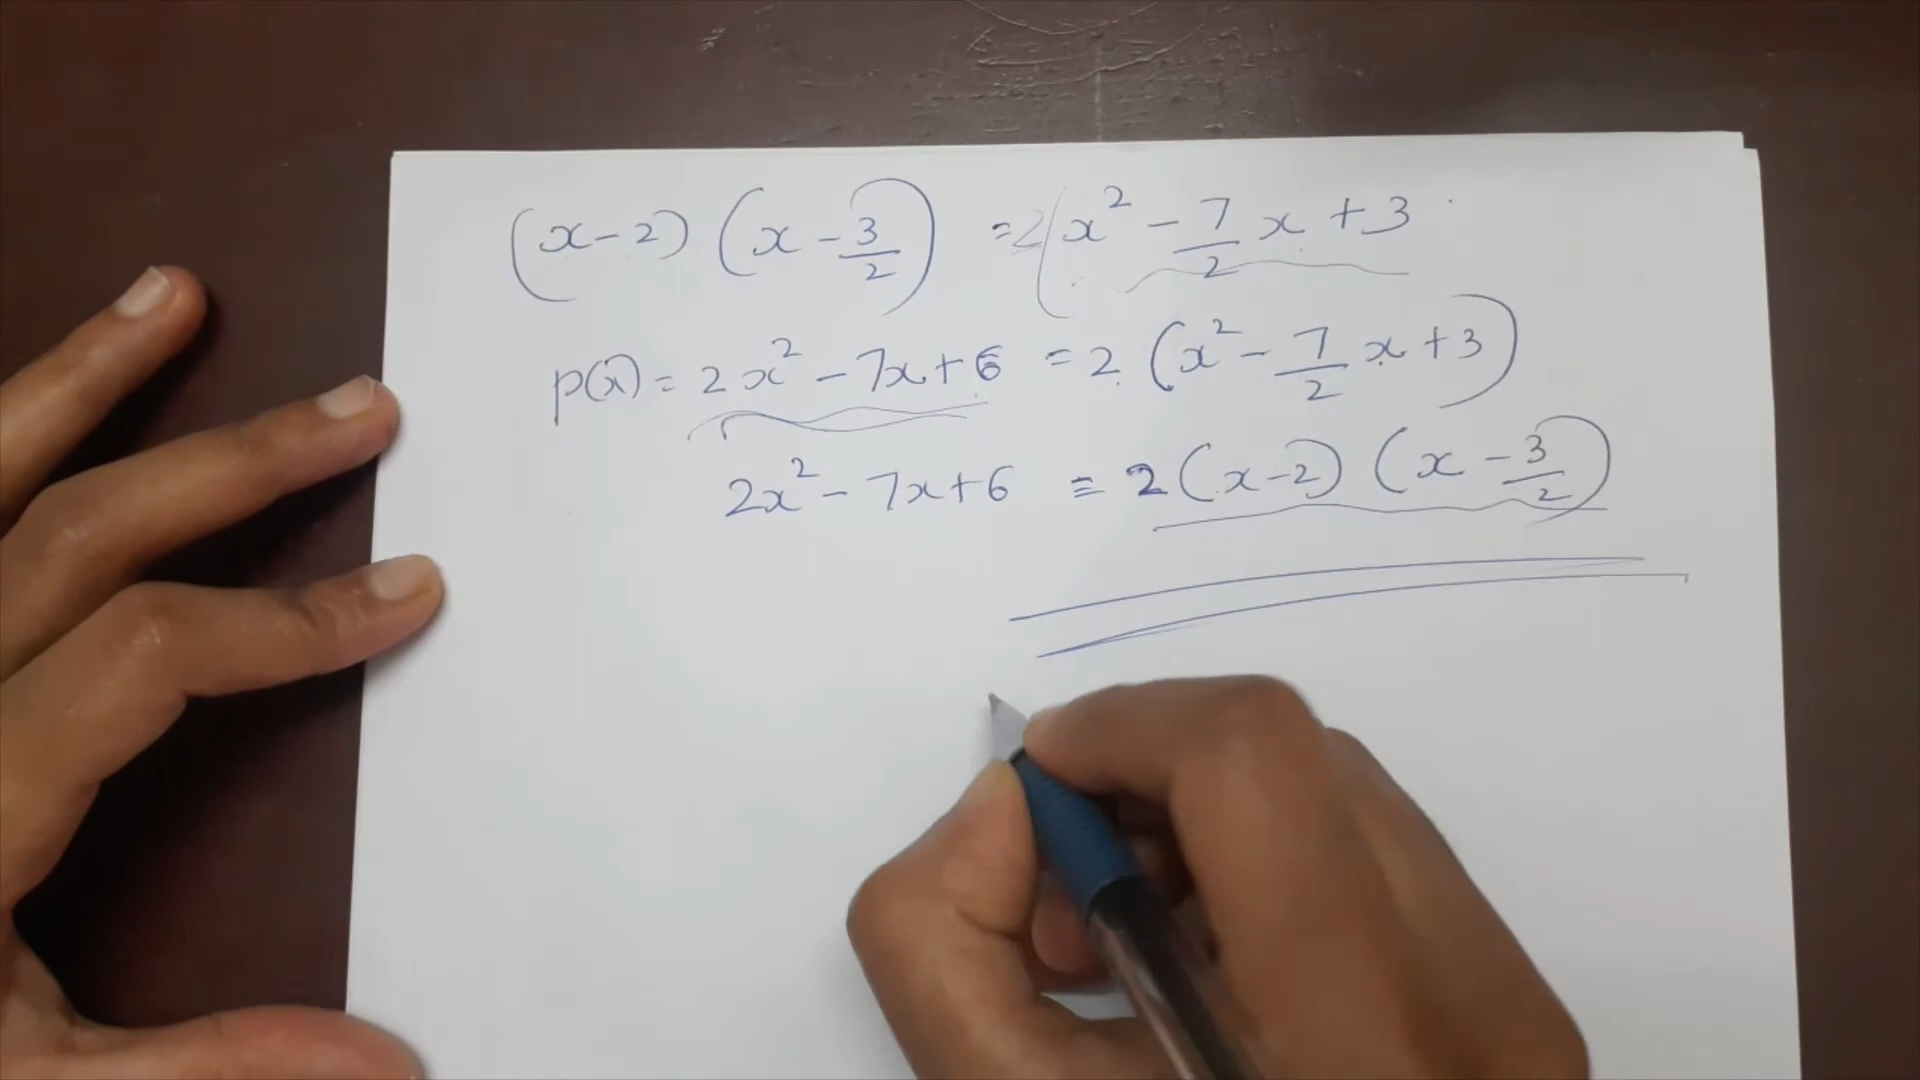 (x-2) (x - 3/2) = 2(x² - 7/2 x + 3
p(x) = 2x² - 7x + 6 = 2 (x² - 7/2 x + 3)
2x² - 7x + 6 = 2 (x-2) (x - 3/2)